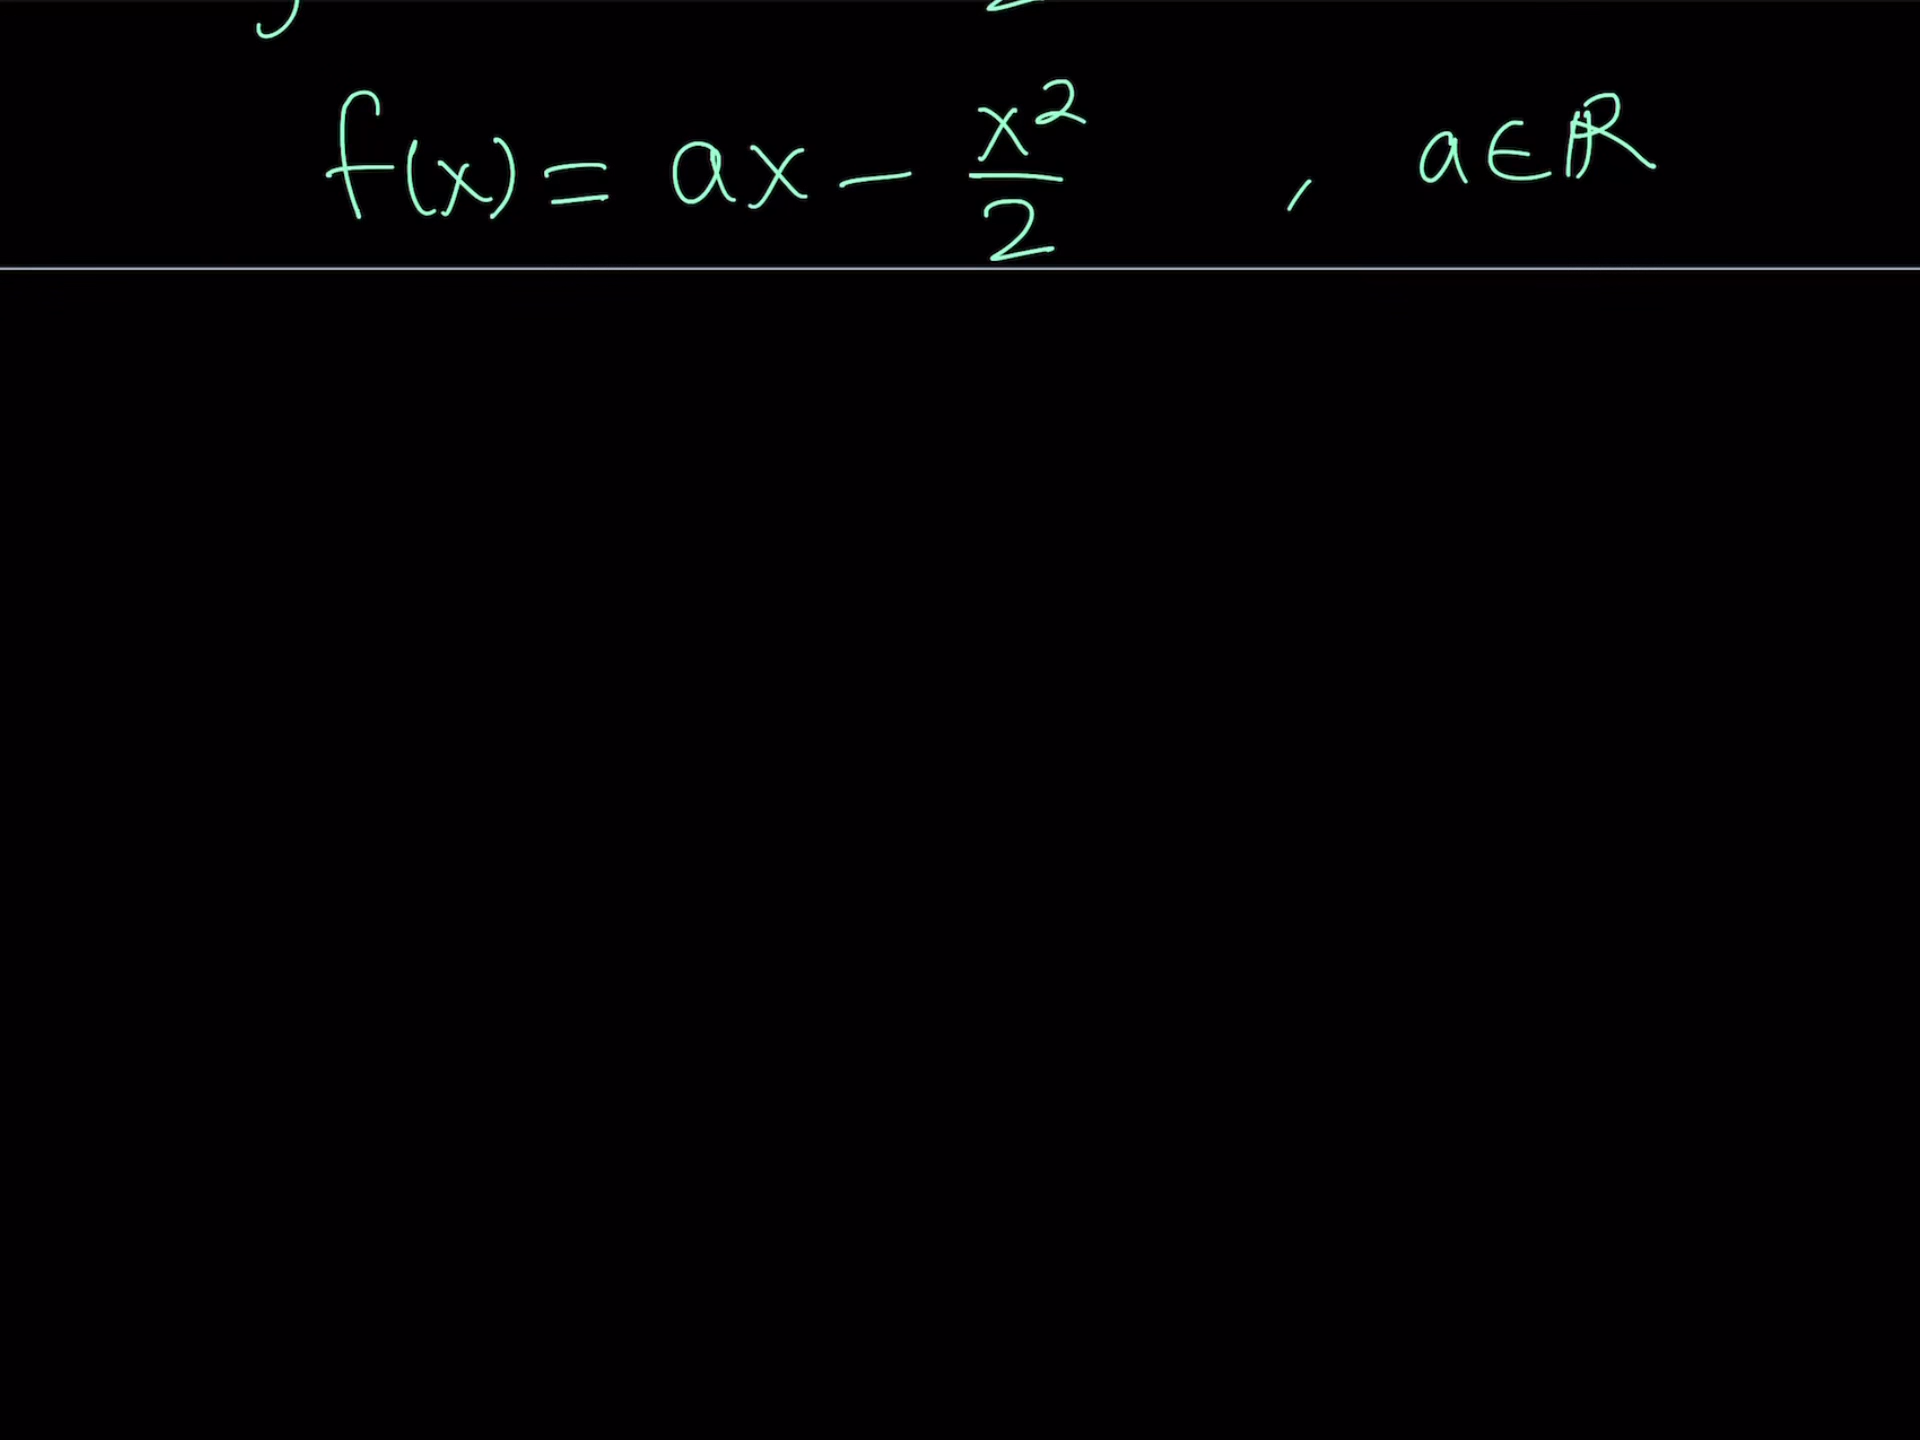 f(x) = ax - x²/2 , a∈ℝ